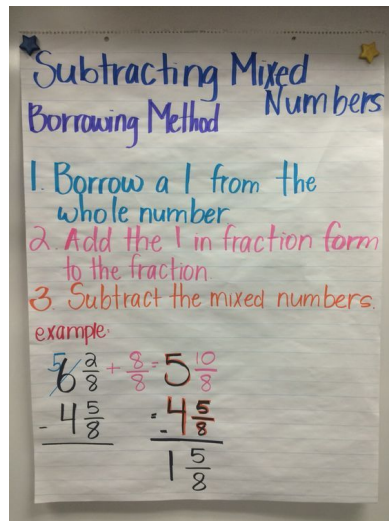 Subtracting Mixed
Numbers
Borrowing Method
1. Borrow a 1 from the
whole number
2. Add the 1 in fraction form
to the fraction
3. Subtract the mixed numbers.
example:
5 6 2/8 + 8/8 = 5 10/8
- 4 5/8 - 4 5/8
1 5/8